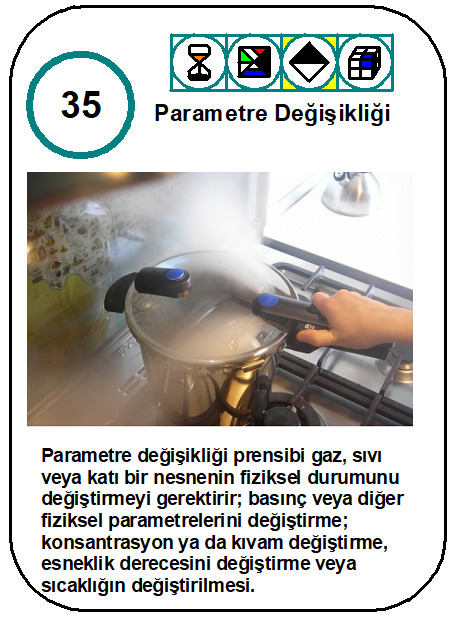 35
Parametre Değişikliği
Parametre değişikliği prensibi gaz, sıvı
veya katı bir nesnenin fiziksel durumunu
değiştirmeyi gerektirir; basınç veya diğer
fiziksel parametrelerini değiştirme;
konsantrasyon ya da kıvam değiştirme,
esneklik derecesini değiştirme veya
sıcaklığın değiştirilmesi.